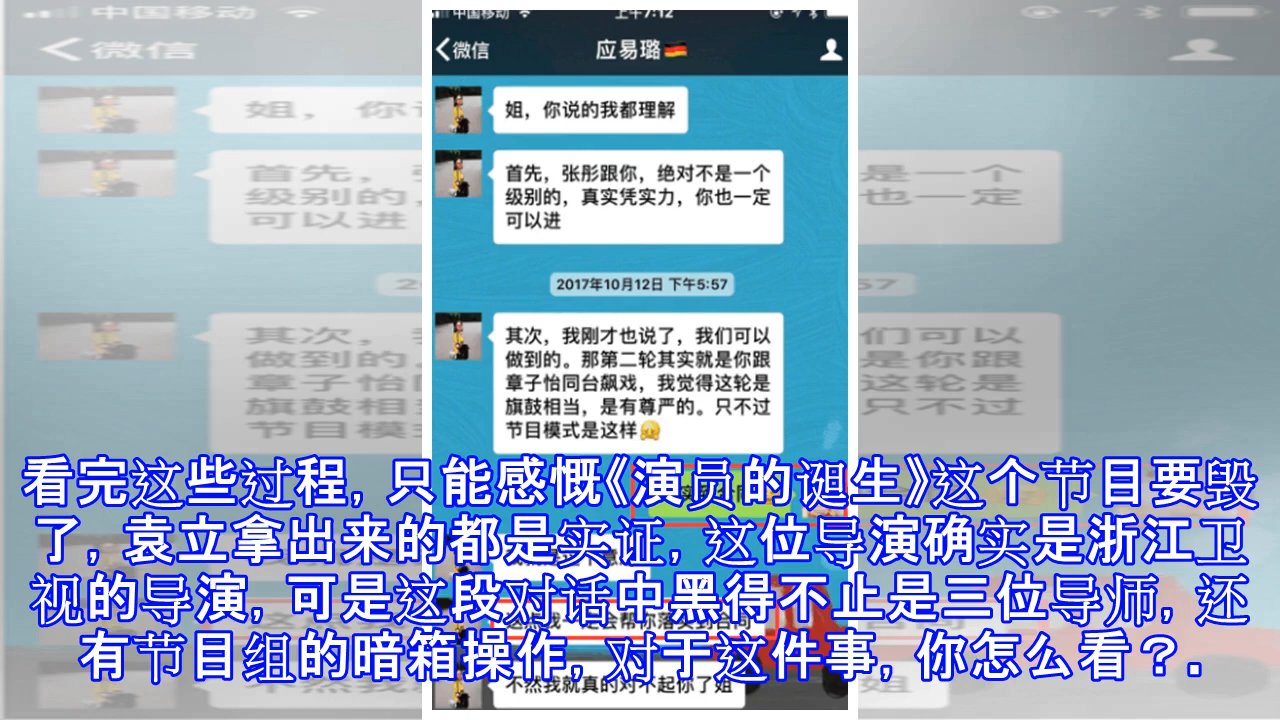 中国移动
上午7:12
微信
应易璐🇩🇪
姐，你说的我都理解
首先，张彤跟你，绝对不是一个
级别的，真实凭实力，你也一定
可以进
2017年10月12日 下午5:57
其次，我刚才也说了，我们可以
做到的。那第二轮其实就是你跟
章子怡同台飙戏，我觉得这轮是
旗鼓相当，是有尊严的。只不过
节目模式是这样
看完这些过程，只能感慨《演员的诞生》这个节目要毁
了，袁立拿出来的都是实证，这位导演确实是浙江卫
视的导演，可是这段对话中黑得不止是三位导师，还
有节目组的暗箱操作，对于这件事，你怎么看？.
不然我就真的对不起你了姐